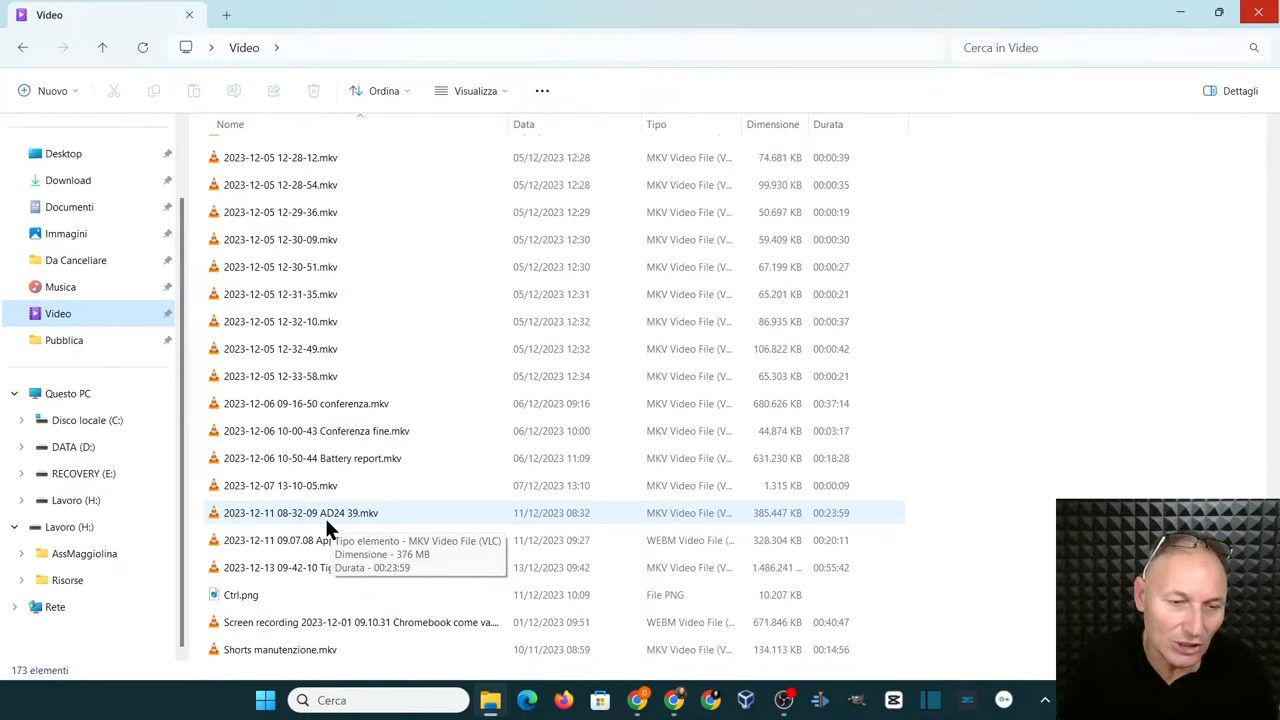 Video
Video
Cerca in Video
Nuovo
Ordina
Visualizza
Dettagli
Nome Data Tipo Dimensione Durata
Desktop
Download
Documenti
Immagini
Da Cancellare
Musica
Video
Pubblica
Questo PC
Disco locale (C:)
DATA (D:)
RECOVERY (E:)
Lavoro (H:)
Lavoro (H:)
AssMaggiolina
Risorse
Rete
2023-12-05 12-28-12.mkv 05/12/2023 12:28 MKV Video File (V... 74.681 KB 00:00:39
2023-12-05 12-28-54.mkv 05/12/2023 12:28 MKV Video File (V... 99.930 KB 00:00:35
2023-12-05 12-29-36.mkv 05/12/2023 12:29 MKV Video File (V... 50.697 KB 00:00:19
2023-12-05 12-30-09.mkv 05/12/2023 12:30 MKV Video File (V... 59.409 KB 00:00:30
2023-12-05 12-30-51.mkv 05/12/2023 12:30 MKV Video File (V... 67.199 KB 00:00:27
2023-12-05 12-31-35.mkv 05/12/2023 12:31 MKV Video File (V... 65.201 KB 00:00:21
2023-12-05 12-32-10.mkv 05/12/2023 12:32 MKV Video File (V... 86.935 KB 00:00:37
2023-12-05 12-32-49.mkv 05/12/2023 12:32 MKV Video File (V... 106.822 KB 00:00:42
2023-12-05 12-33-58.mkv 05/12/2023 12:34 MKV Video File (V... 65.303 KB 00:00:21
2023-12-06 09-16-50 conferenza.mkv 06/12/2023 09:16 MKV Video File (V... 680.626 KB 00:37:14
2023-12-06 10-00-43 Conferenza fine.mkv 06/12/2023 10:00 MKV Video File (V... 44.874 KB 00:03:17
2023-12-06 10-50-44 Battery report.mkv 06/12/2023 11:09 MKV Video File (V... 631.230 KB 00:18:28
2023-12-07 13-10-05.mkv 07/12/2023 13:10 MKV Video File (V... 1.315 KB 00:00:09
2023-12-11 08-32-09 AD24 39.mkv 11/12/2023 08:32 MKV Video File (V... 385.447 KB 00:23:59
2023-12-11 09.07.08 11/12/2023 09:27 WEBM Video File (... 328.304 KB 00:20:11
2023-12-13 09-42-10 13/12/2023 09:42 MKV Video File (V... 1.486.241 ... 00:55:42
Ctrl.png 11/12/2023 10:09 File PNG 10.207 KB
Screen recording 2023-12-01 09.10.31 Chromebook come va.... 01/12/2023 09:51 WEBM Video File (... 671.846 KB 00:40:47
Shorts manutenzione.mkv 10/11/2023 08:59 MKV Video File (V... 134.113 KB 00:14:56
Tipo elemento - MKV Video File (VLC)
Dimensione - 376 MB
Durata - 00:23:59
173 elementi
Cerca